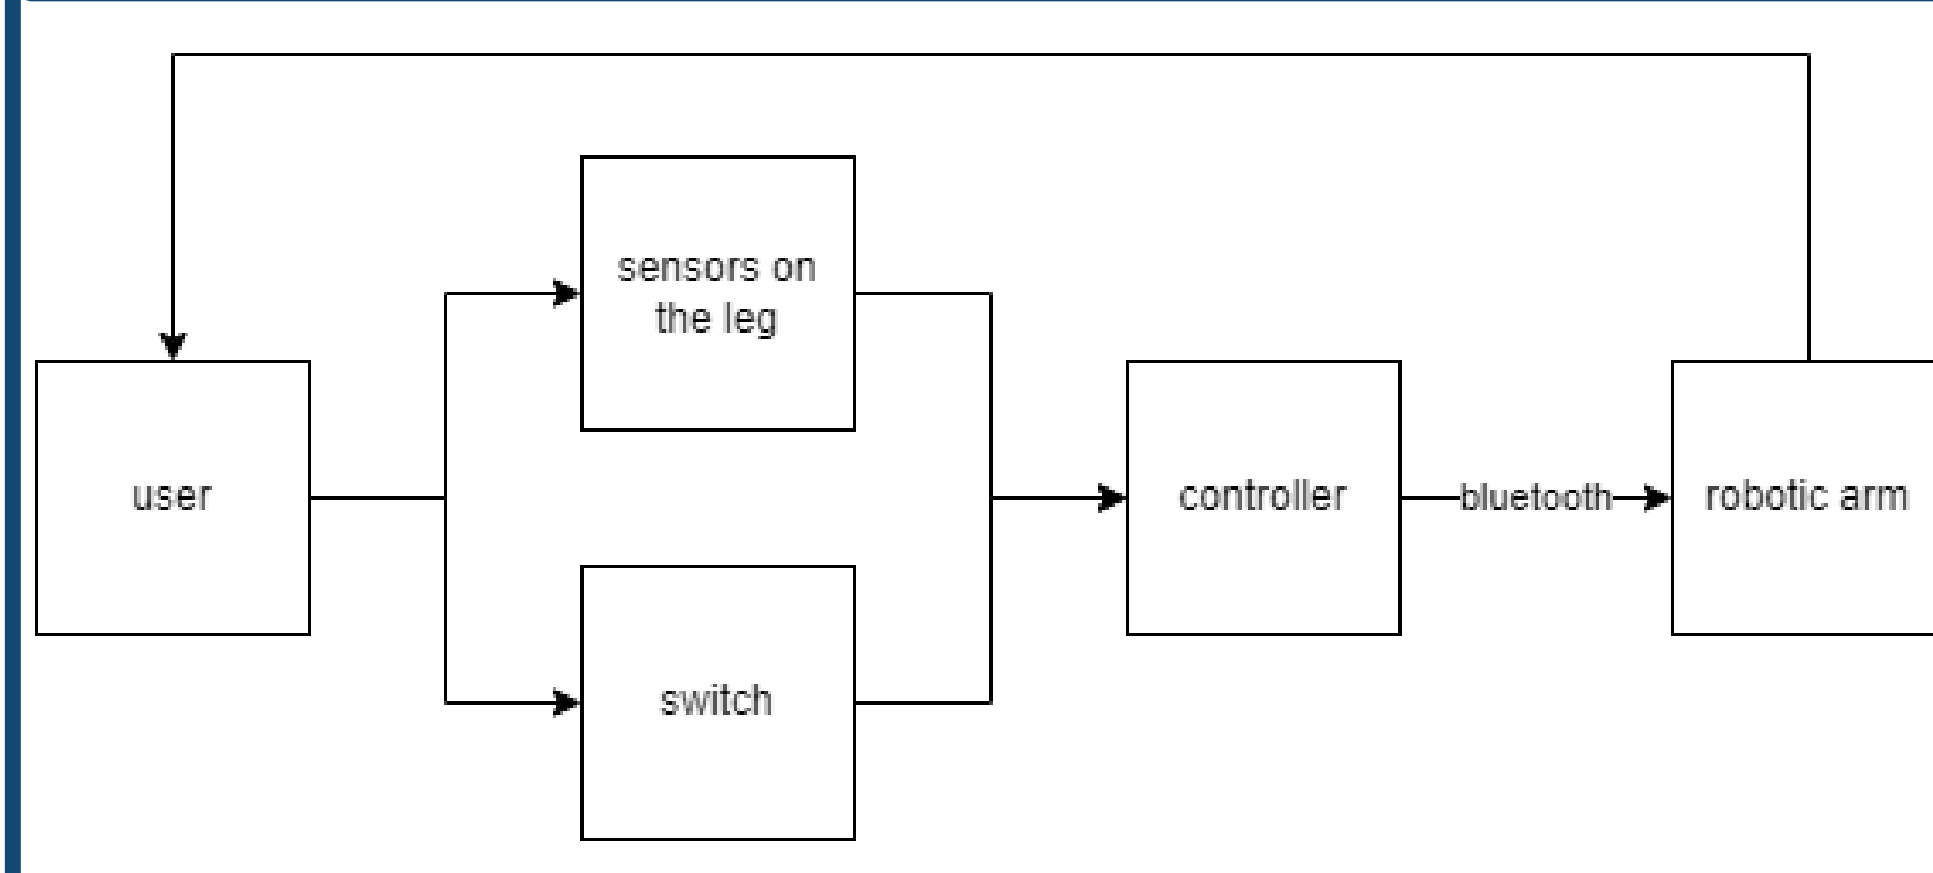 sensors on
the leg
user
controller
bluetooth
robotic arm
switch